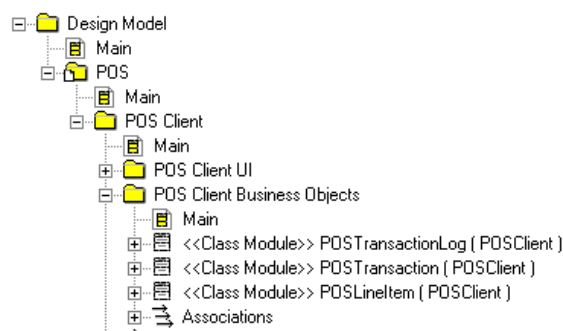 Design Model
Main
POS
Main
POS Client
Main
POS Client UI
POS Client Business Objects
Main
<<Class Module>> POSTransactionLog ( POSClient )
<<Class Module>> POSTransaction ( POSClient )
<<Class Module>> POSLineItem ( POSClient )
Associations